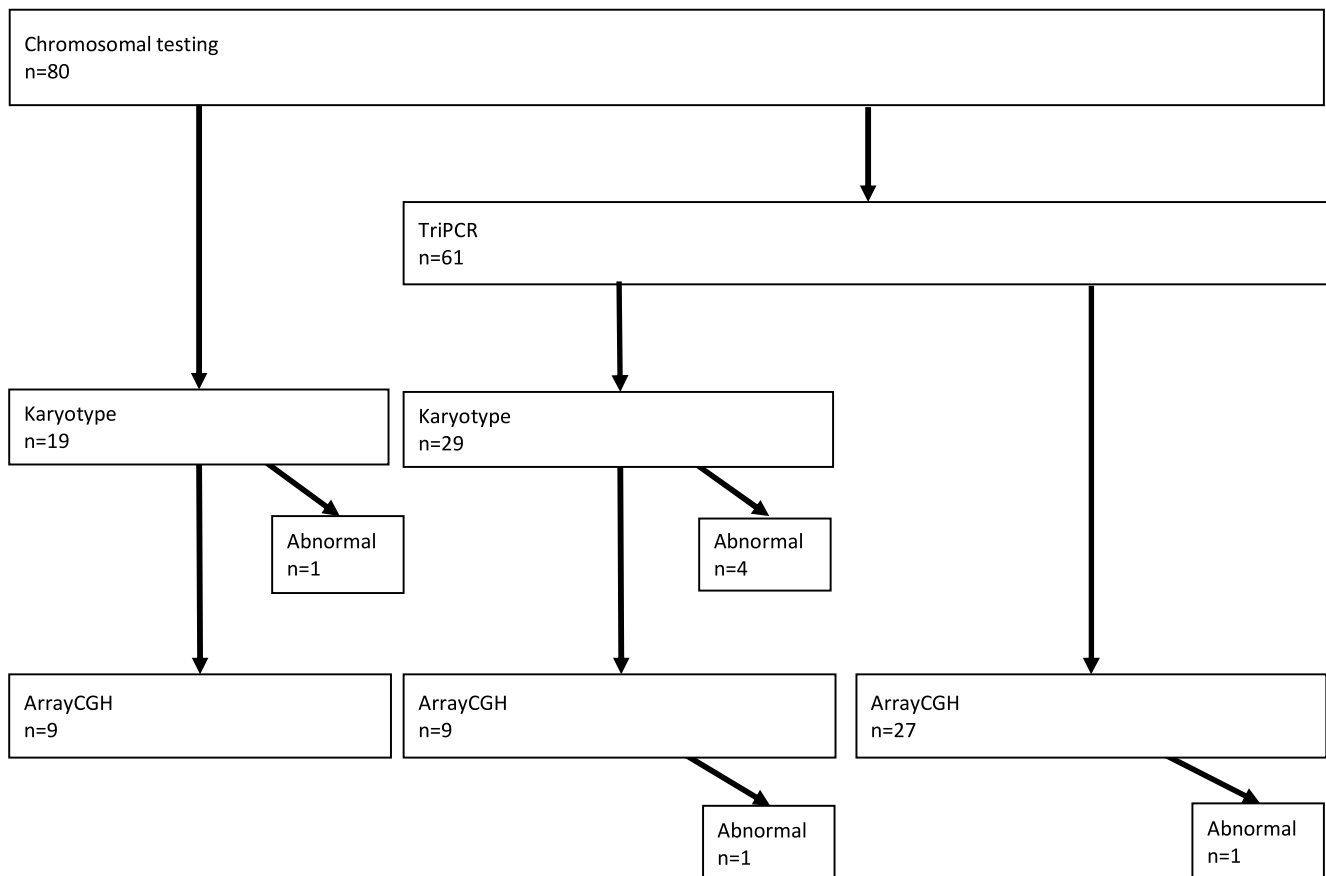 Chromosomal testing
n=80
TriPCR
n=61
Karyotype
n=19
Karyotype
n=29
Abnormal
n=1
Abnormal
n=4
ArrayCGH
n=9
ArrayCGH
n=9
ArrayCGH
n=27
Abnormal
n=1
Abnormal
n=1